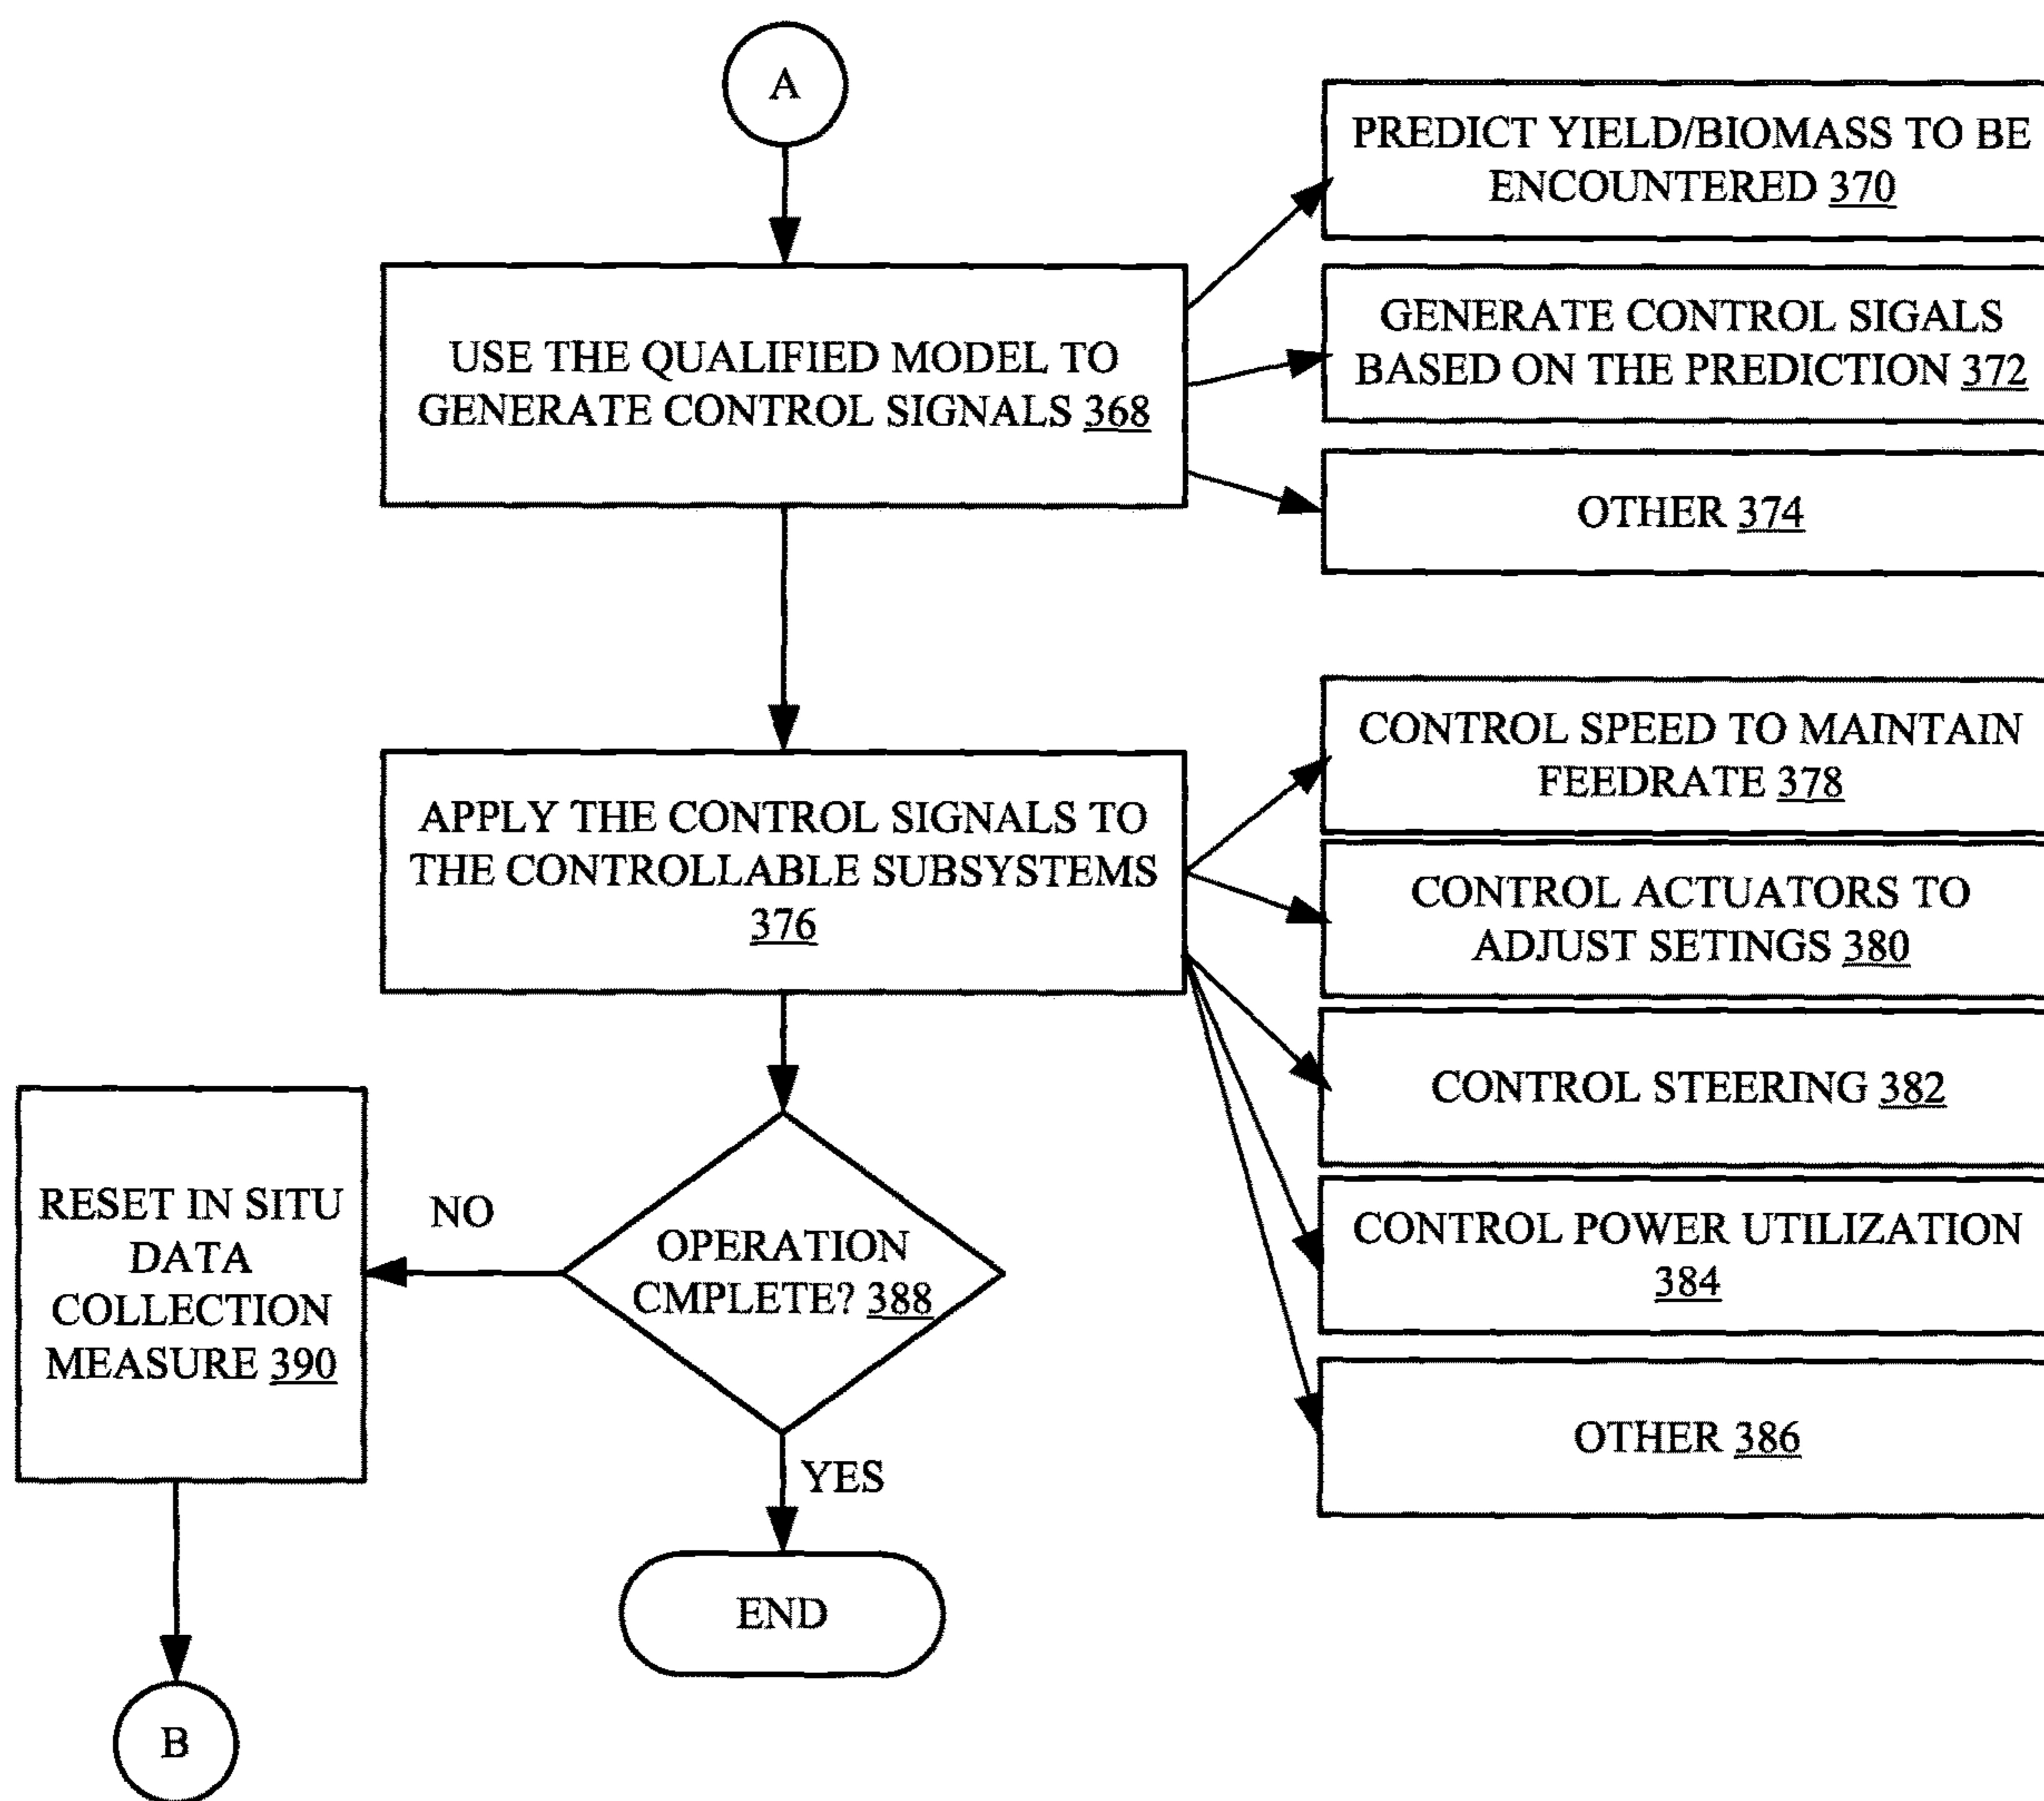 A
PREDICT YIELD/BIOMASS TO BE
ENCOUNTERED 370
USE THE QUALIFIED MODEL TO
GENERATE CONTROL SIGNALS 368
GENERATE CONTROL SIGALS
BASED ON THE PREDICTION 372
OTHER 374
APPLY THE CONTROL SIGNALS TO
THE CONTROLLABLE SUBSYSTEMS
376
CONTROL SPEED TO MAINTAIN
FEEDRATE 378
CONTROL ACTUATORS TO
ADJUST SETINGS 380
CONTROL STEERING 382
CONTROL POWER UTILIZATION
384
OTHER 386
OPERATION
CMPLETE? 388
NO
RESET IN SITU
DATA
COLLECTION
MEASURE 390
YES
END
B